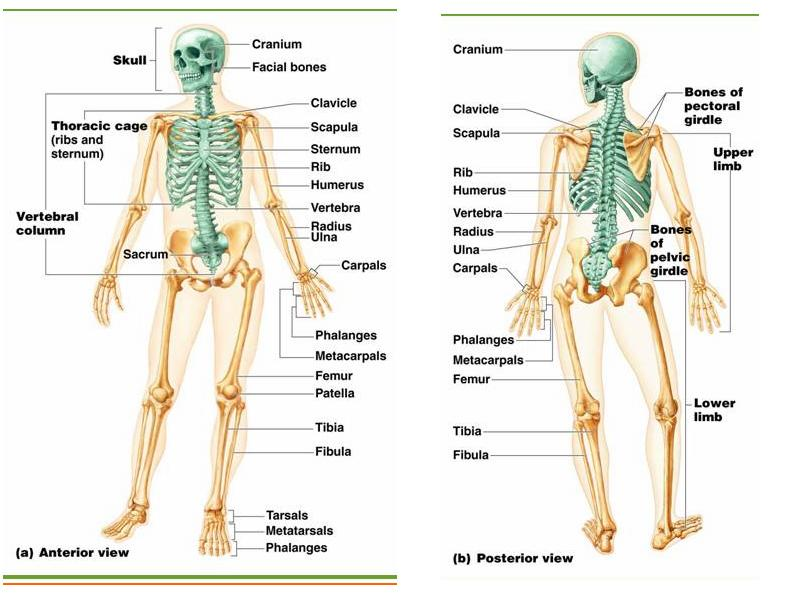 Cranium
Skull
Facial bones
Clavicle
Thoracic cage
(ribs and
sternum)
Scapula
Sternum
Rib
Humerus
Vertebra
Vertebral
column
Radius
Ulna
Sacrum
Carpals
Phalanges
Metacarpals
Femur
Patella
Tibia
Fibula
Tarsals
Metatarsals
Phalanges
(a) Anterior view
Cranium
Bones of
pectoral
girdle
Clavicle
Scapula
Upper
limb
Rib
Humerus
Vertebra
Radius
Ulna
Carpals
Bones
of
pelvic
girdle
Phalanges
Metacarpals
Femur
Lower
limb
Tibia
Fibula
(b) Posterior view